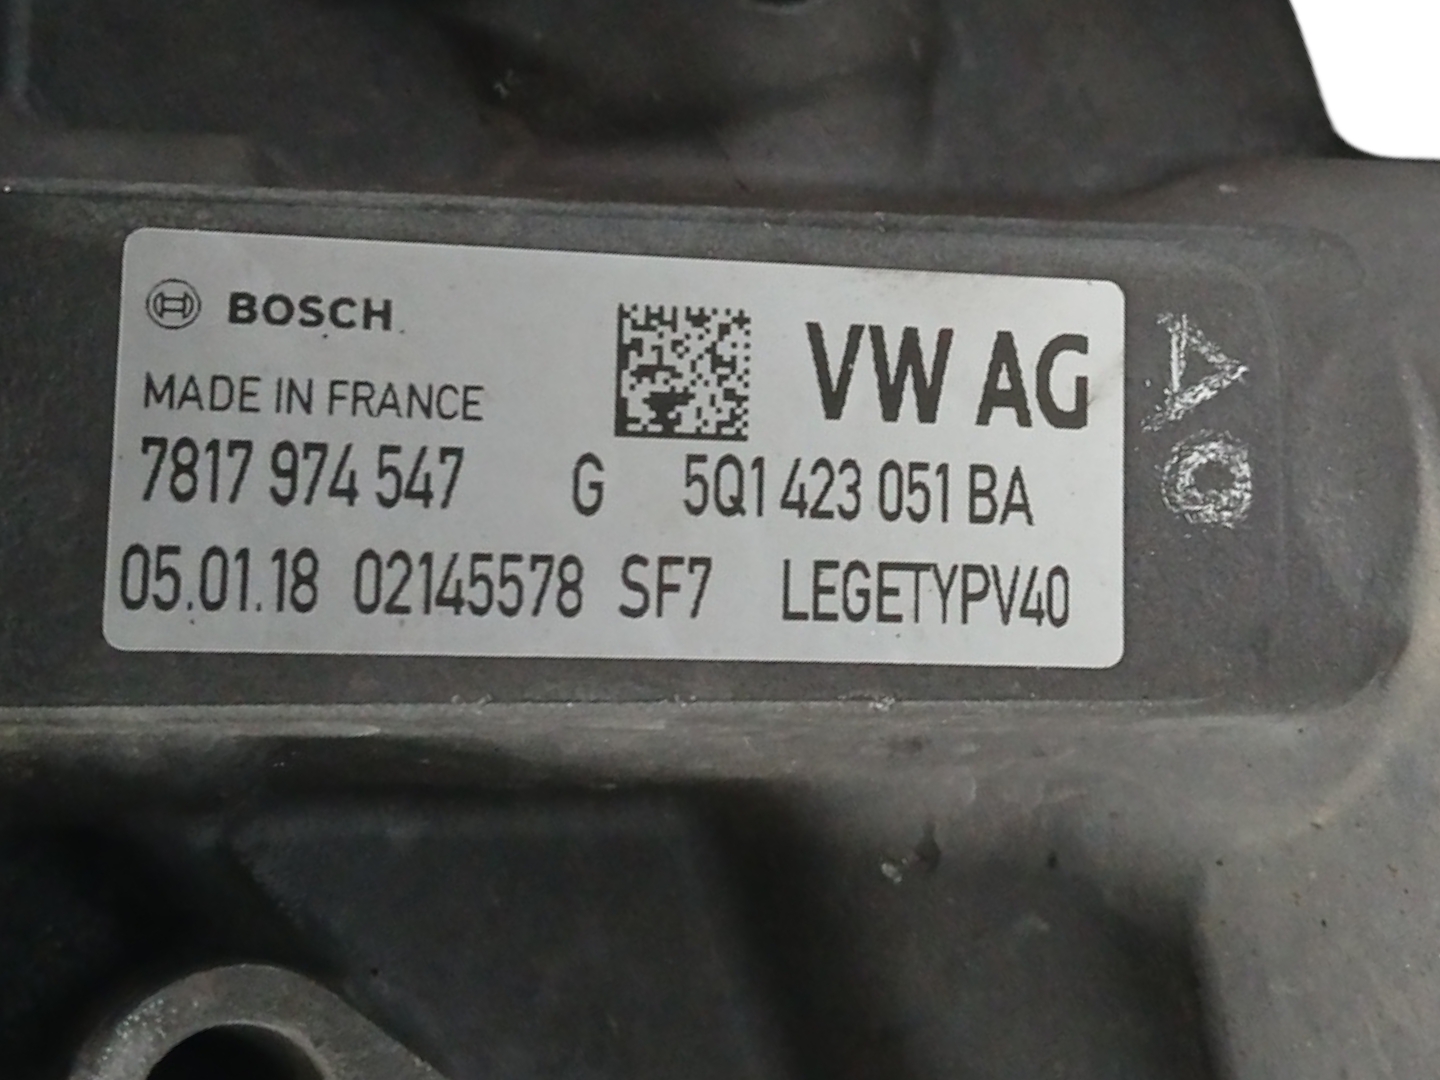 BOSCH
VW AG
MADE IN FRANCE
7817 974 547 G 5Q1 423 051 BA
05.01.18 02145578 SF7 LEGETYPV40